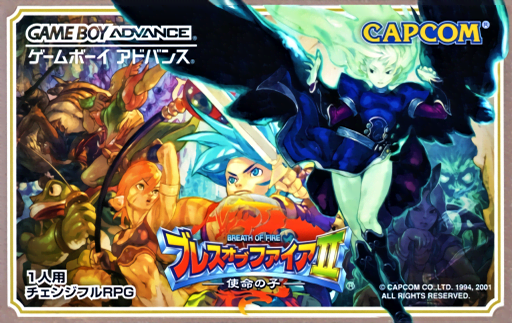 GAME BOY ADVANCE
ゲームボーイ アドバンス®
CAPCOM®
BREATH OF FIRE
ブレス オブ ファイア II ®
使命の子
1人用
チェンジフルRPG
© CAPCOM CO.,LTD. 1994, 2001
ALL RIGHTS RESERVED.